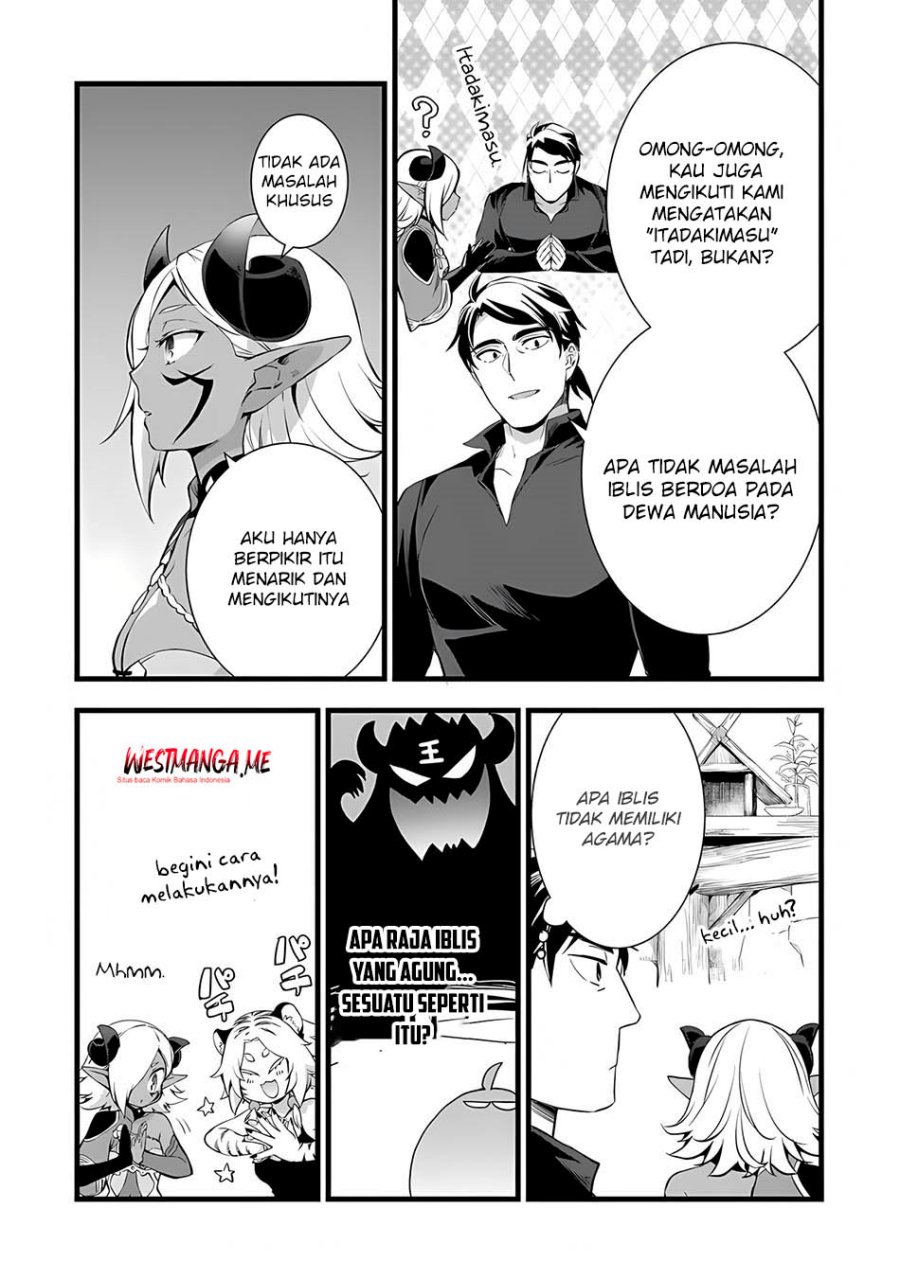 OMONG-OMONG,
KAU JUGA
MENGIKUTI KAMI
MENGATAKAN
"ITADAKIMASU"
TADI, BUKAN?
Itadakimasu.
?
APA TIDAK MASALAH
IBLIS BERDOA PADA
DEWA MANUSIA?
TIDAK ADA
MASALAH
KHUSUS
AKU HANYA
BERPIKIR ITU
MENARIK DAN
MENGIKUTINYA
APA IBLIS
TIDAK MEMILIKI
AGAMA?
kecil... huh?
王
APA RAJA IBLIS
YANG AGUNG...
SESUATU SEPERTI
ITU?
WESTMANGA.ME
Situs baca Komik Bahasa Indonesia
begini cara
melakukannya!
パチ
パチ
Mhmm.